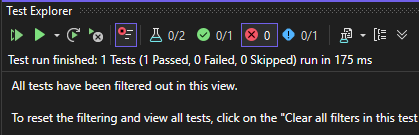 Test Explorer
0/2 0/1 0 0/1
Test run finished: 1 Tests (1 Passed, 0 Failed, 0 Skipped) run in 175 ms
All tests have been filtered out in this view.
To reset the filtering and view all tests, click on the "Clear all filters in this test